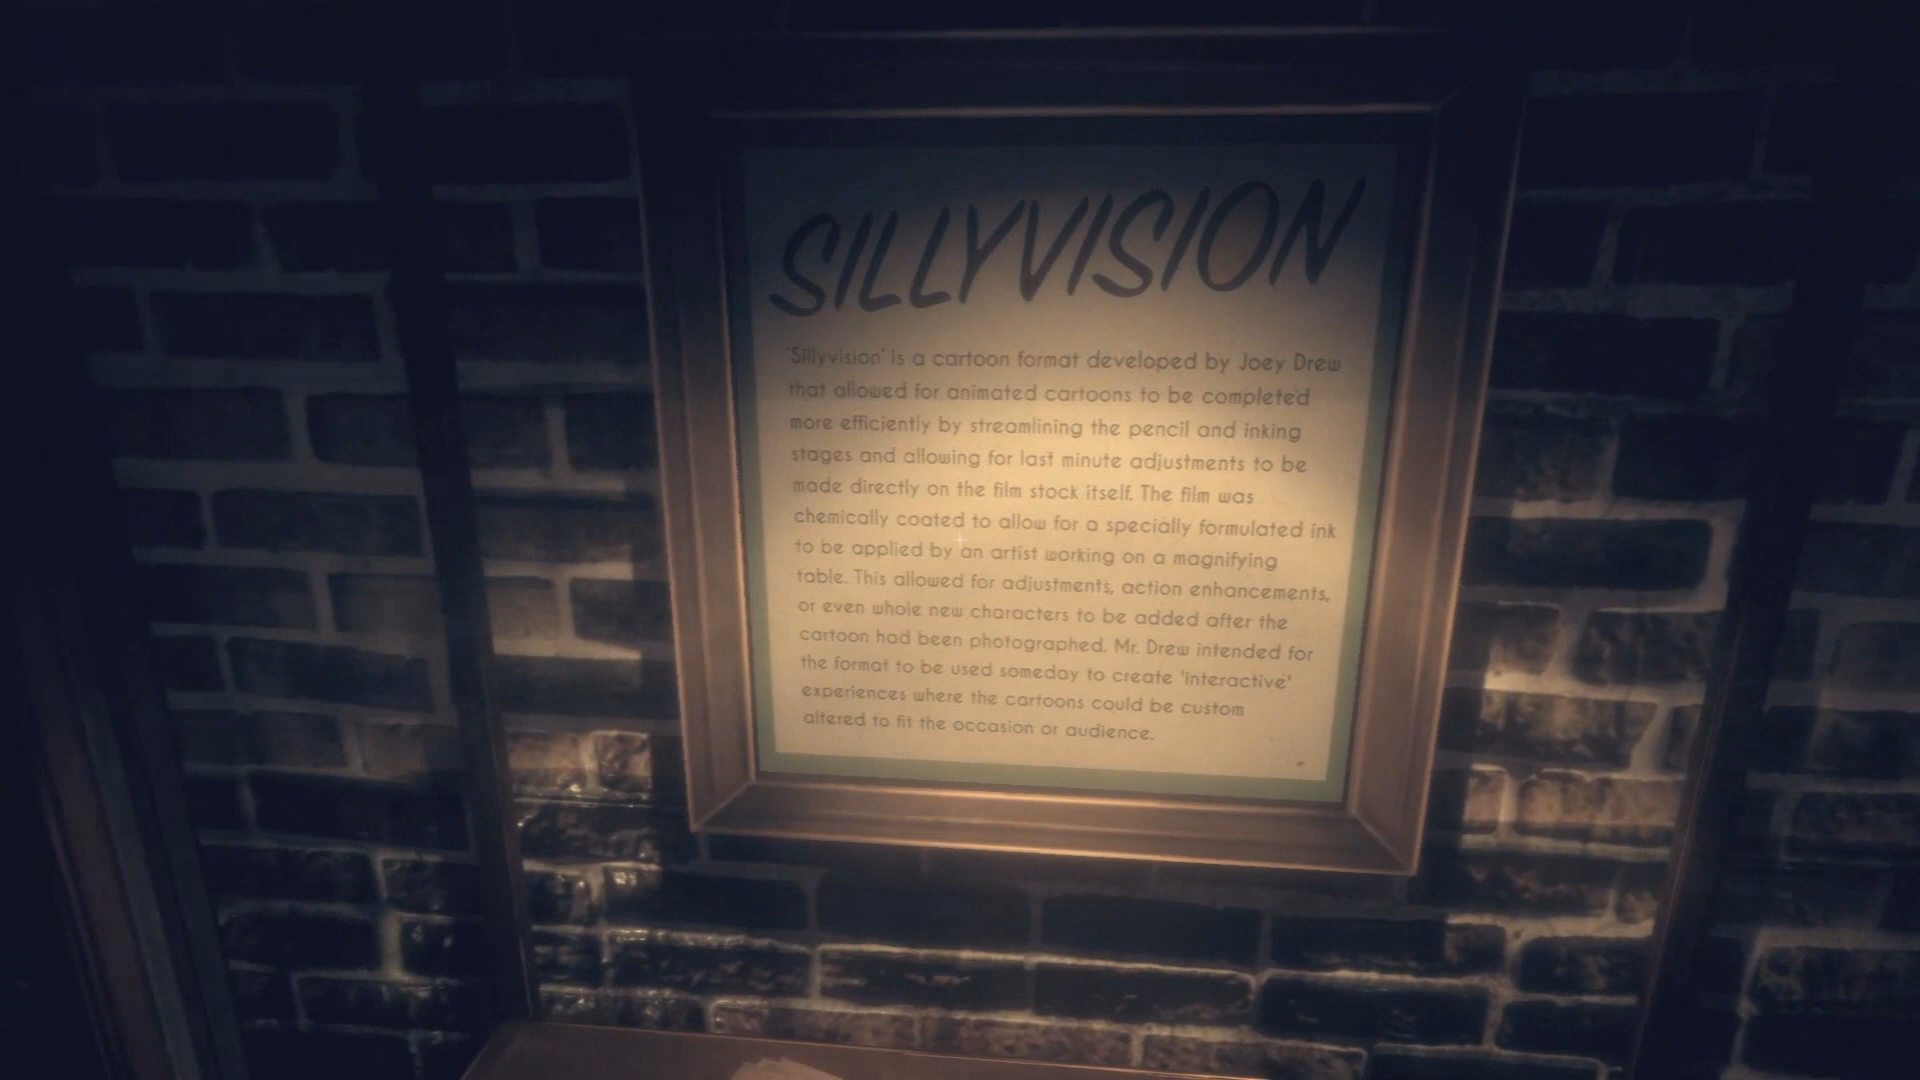 SILLYVISION
'Sillyvision' is a cartoon format developed by Joey Drew
that allowed for animated cartoons to be completed
more efficiently by streamlining the pencil and inking
stages and allowing for last minute adjustments to be
made directly on the film stock itself. The film was
chemically coated to allow for a specially formulated ink
to be applied by an artist working on a magnifying
table. This allowed for adjustments, action enhancements,
or even whole new characters to be added after the
cartoon had been photographed. Mr. Drew intended for
the format to be used someday to create 'interactive'
experiences where the cartoons could be custom
altered to fit the occasion or audience.